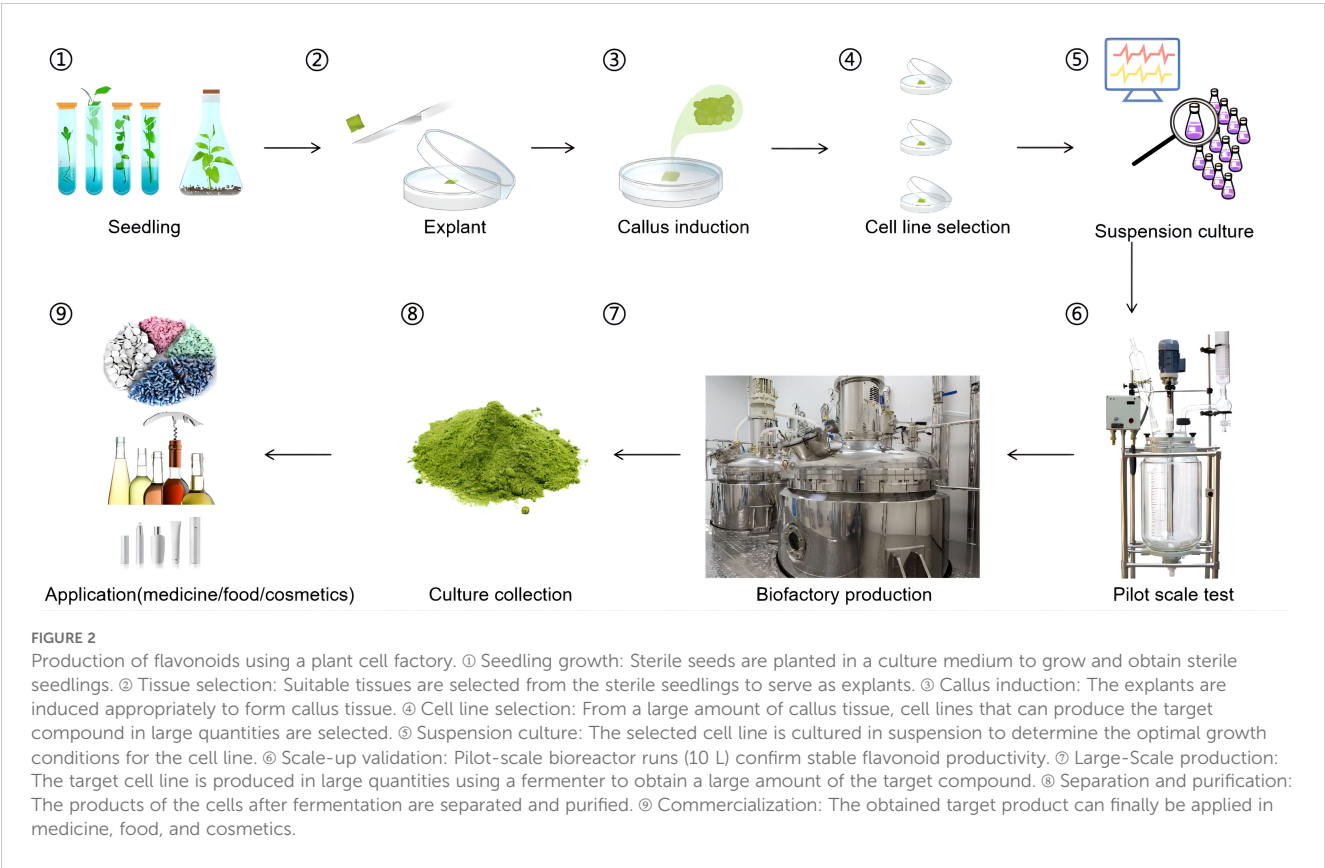 ① ② ③ ④ ⑤
Seedling Explant Callus induction Cell line selection Suspension culture
⑨ ⑧ ⑦ ⑥
Application(medicine/food/cosmetics) Culture collection Biofactory production Pilot scale test
FIGURE 2
Production of flavonoids using a plant cell factory. ① Seedling growth: Sterile seeds are planted in a culture medium to grow and obtain sterile
seedlings. ② Tissue selection: Suitable tissues are selected from the sterile seedlings to serve as explants. ③ Callus induction: The explants are
induced appropriately to form callus tissue. ④ Cell line selection: From a large amount of callus tissue, cell lines that can produce the target
compound in large quantities are selected. ⑤ Suspension culture: The selected cell line is cultured in suspension to determine the optimal growth
conditions for the cell line. ⑥ Scale-up validation: Pilot-scale bioreactor runs (10 L) confirm stable flavonoid productivity. ⑦ Large-Scale production:
The target cell line is produced in large quantities using a fermenter to obtain a large amount of the target compound. ⑧ Separation and purification:
The products of the cells after fermentation are separated and purified. ⑨ Commercialization: The obtained target product can finally be applied in
medicine, food, and cosmetics.